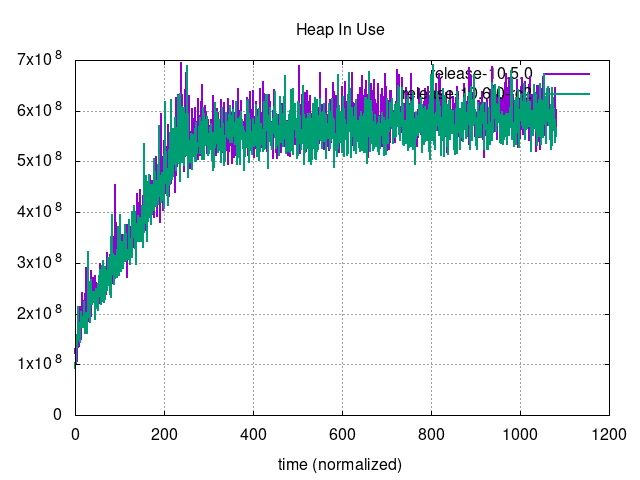 Heap In Use
7x10^8
6x10^8
5x10^8
4x10^8
3x10^8
2x10^8
1x10^8
0
release-10.5.0
0 200 400 600 800 1000 1200
time (normalized)